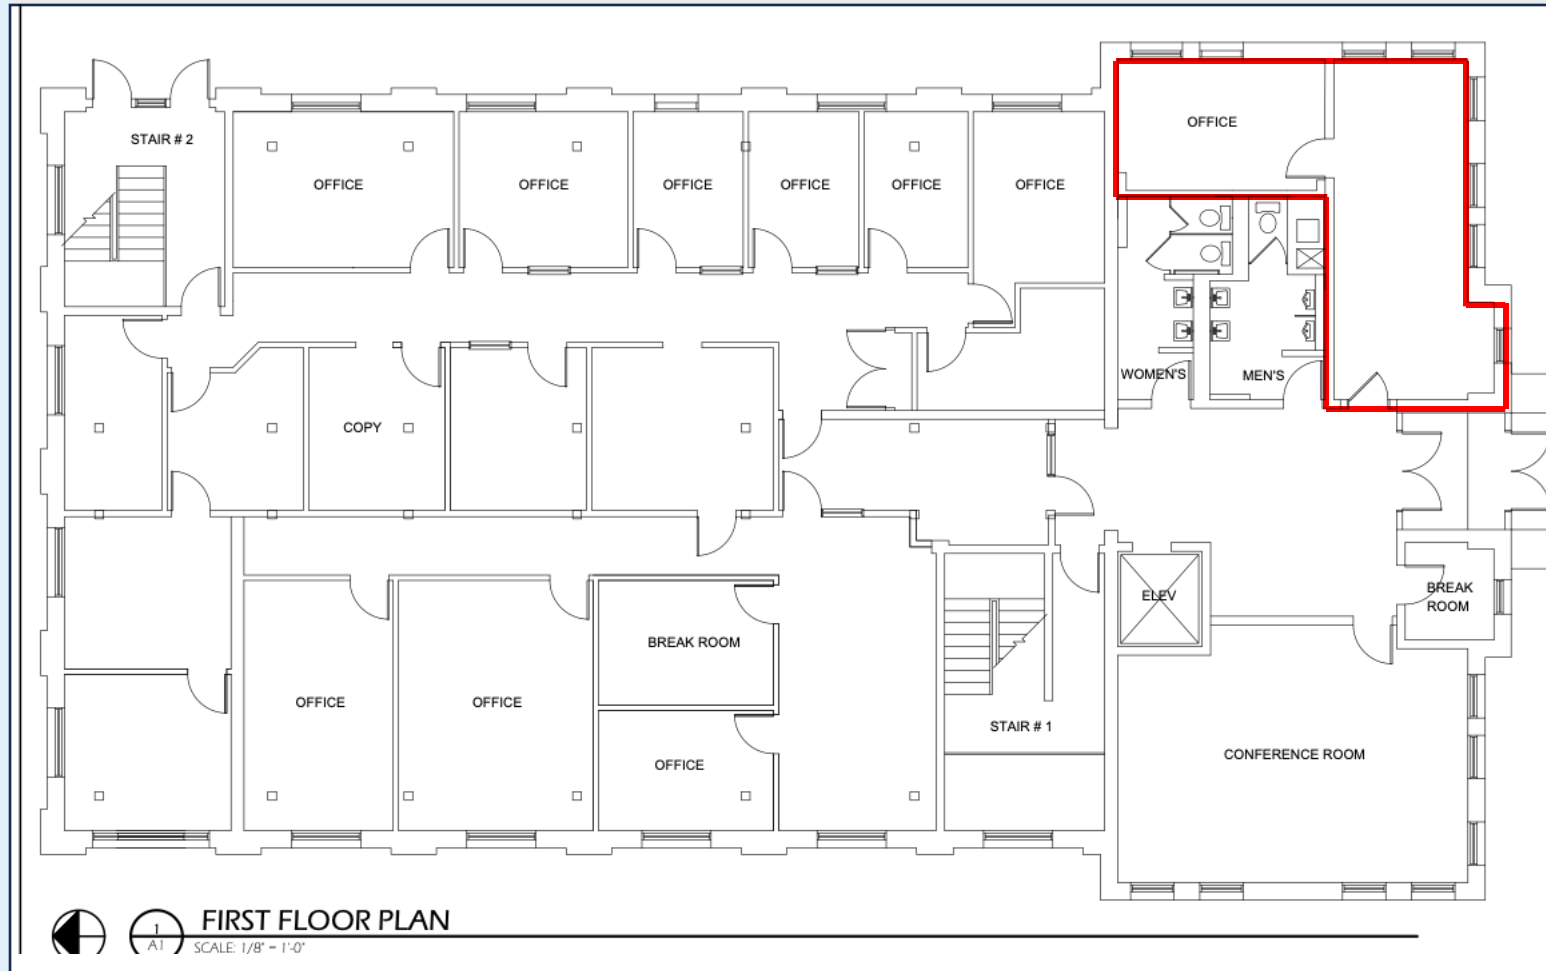 OFFICE
STAIR # 2
OFFICE
OFFICE
OFFICE
OFFICE
OFFICE
OFFICE
WOMEN'S
MEN'S
COPY
ELEV
BREAK
ROOM
BREAK ROOM
OFFICE
OFFICE
STAIR # 1
CONFERENCE ROOM
OFFICE
1
A1
FIRST FLOOR PLAN
SCALE: 1/8" = 1'-0"